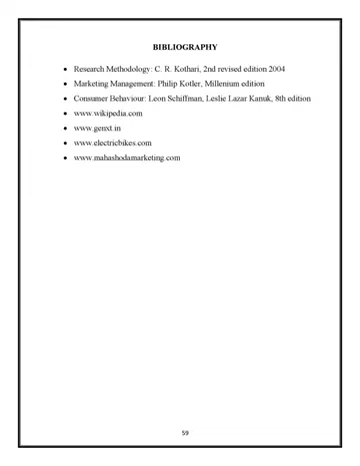 BIBLIOGRAPHY
• Research Methodology: C. R. Kothari, 2nd revised edition 2004
• Marketing Management: Philip Kotler, Millenium edition
• Consumer Behaviour: Leon Schiffman, Leslie Lazar Kanuk, 8th edition
• www.wikipedia.com
• www.genxt.in
• www.electricbikes.com
• www.mahashodamarketing.com
59